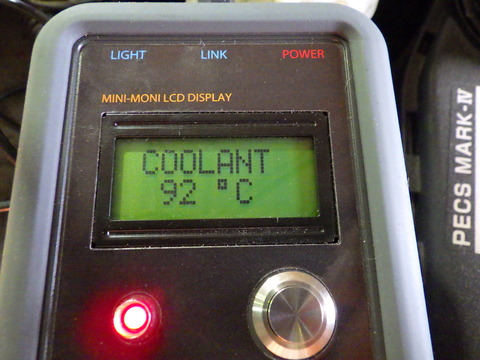 LIGHT LINK POWER
MINI-MONI LCD DISPLAY
COOLANT
92 °C
PECS MARK-IV